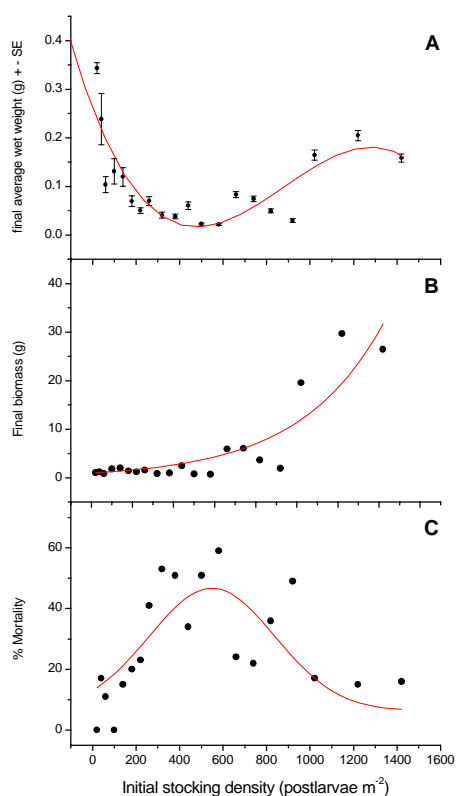 A
final average wet weight (g) + - SE
0.4
0.3
0.2
0.1
0.0
B
Final biomass (g)
40
30
20
10
0
C
% Mortality
60
40
20
0
0 200 400 600 800 1000 1200 1400 1600
Initial stocking density (postlarvae m⁻²)